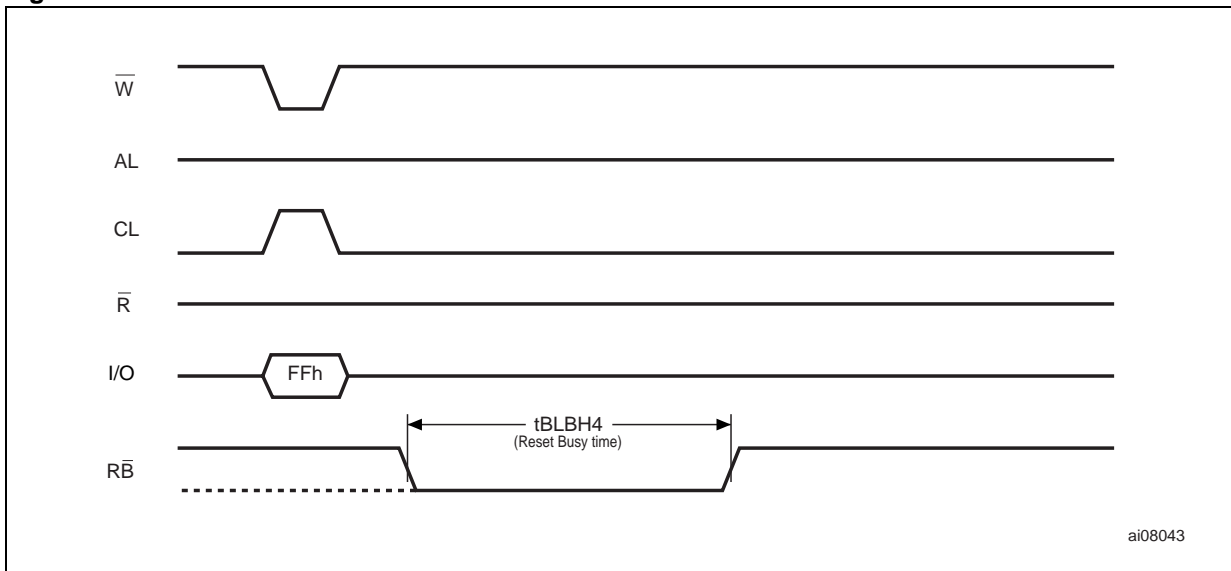 W̅
AL
CL
R̅
I/O
FFh
tBLBH4
(Reset Busy time)
RB̅
ai08043